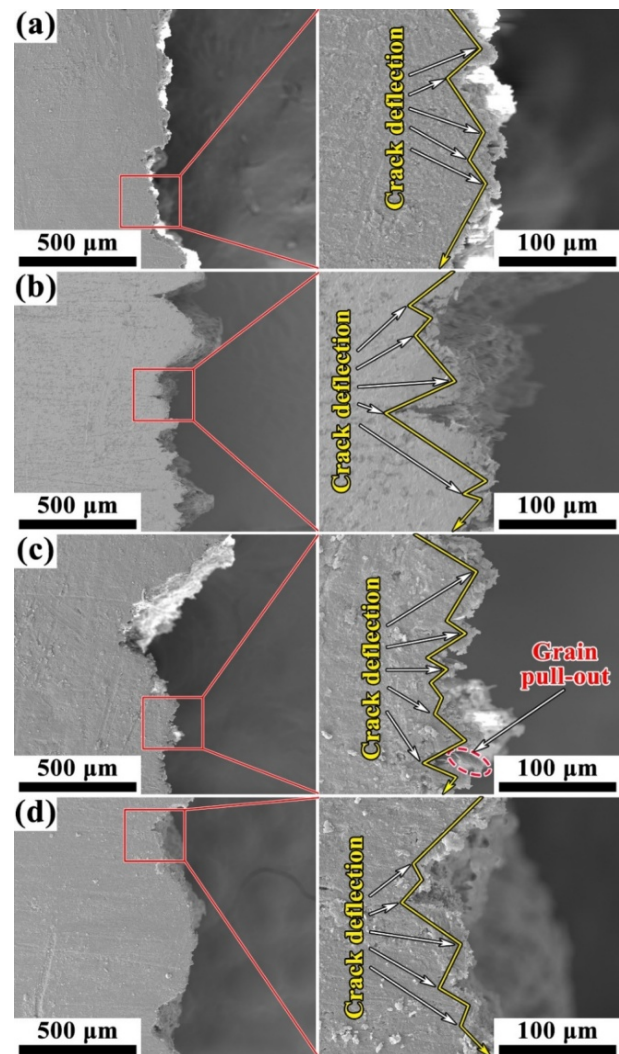 (a)
Crack deflection
500 μm
100 μm
(b)
Crack deflection
500 μm
100 μm
(c)
Crack deflection
Grain
pull-out
500 μm
100 μm
(d)
Crack deflection
500 μm
100 μm